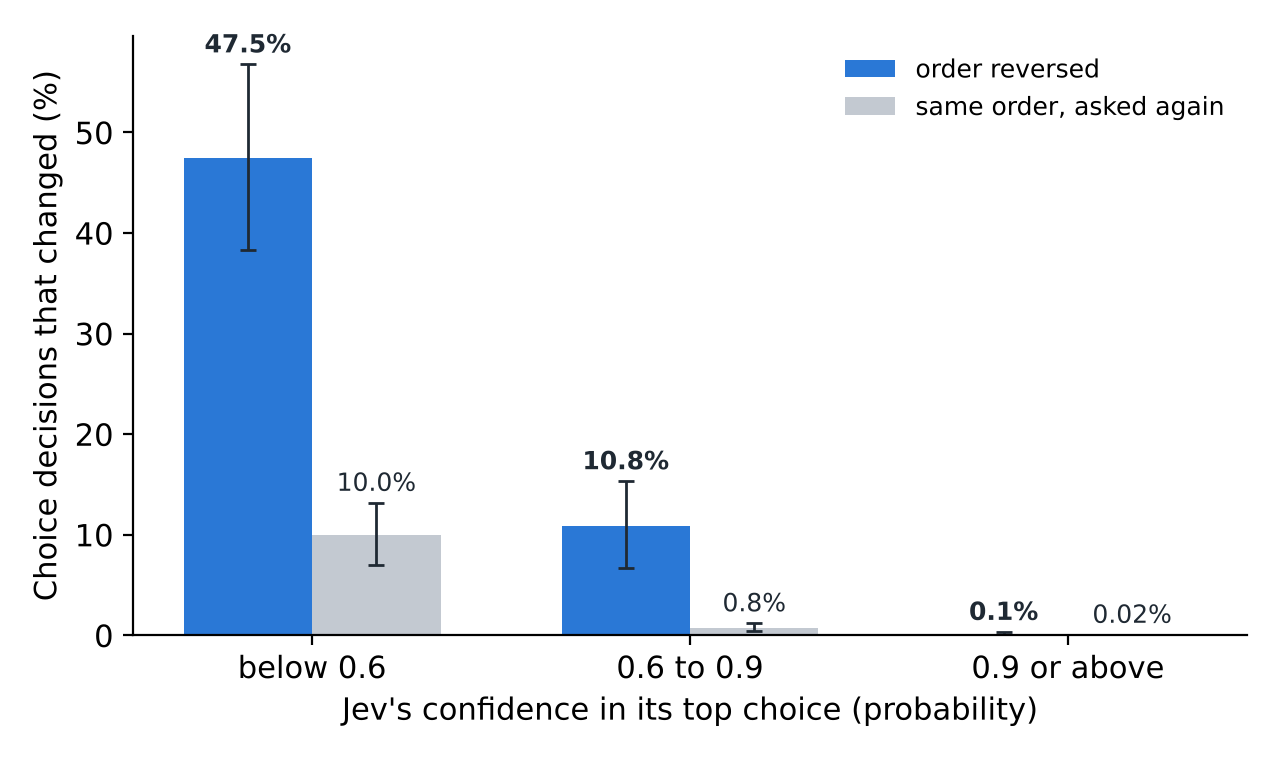 47.5%
order reversed
same order, asked again
Choice decisions that changed (%)
50
40
30
20
10
0
10.0%
10.8%
0.8%
0.1%
0.02%
below 0.6
0.6 to 0.9
0.9 or above
Jev's confidence in its top choice (probability)